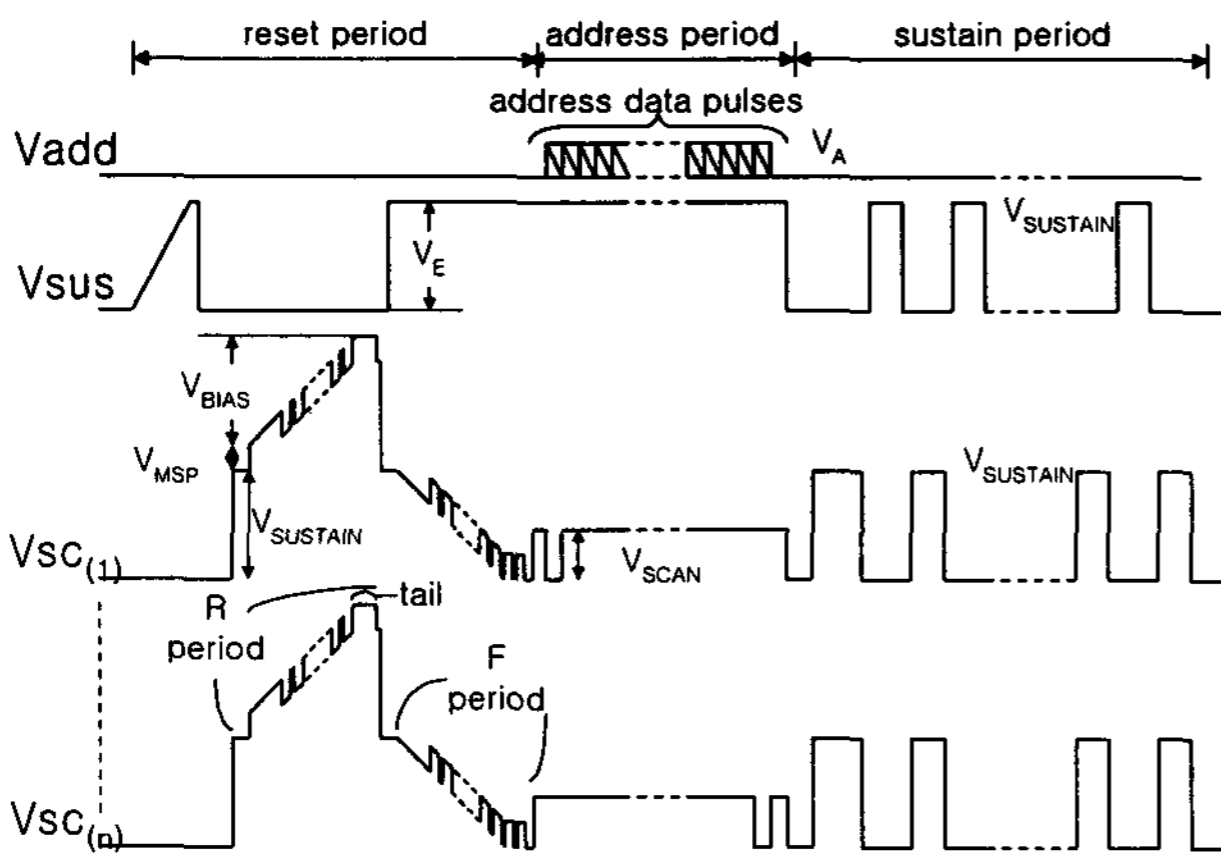 reset period address period sustain period
address data pulses
Vadd V_A
Vsus V_E V_SUSTAIN
V_BIAS
V_MSP V_SUSTAIN
V_SUSTAIN
Vsc(1) V_SCAN
R period tail
F period
Vsc(n)